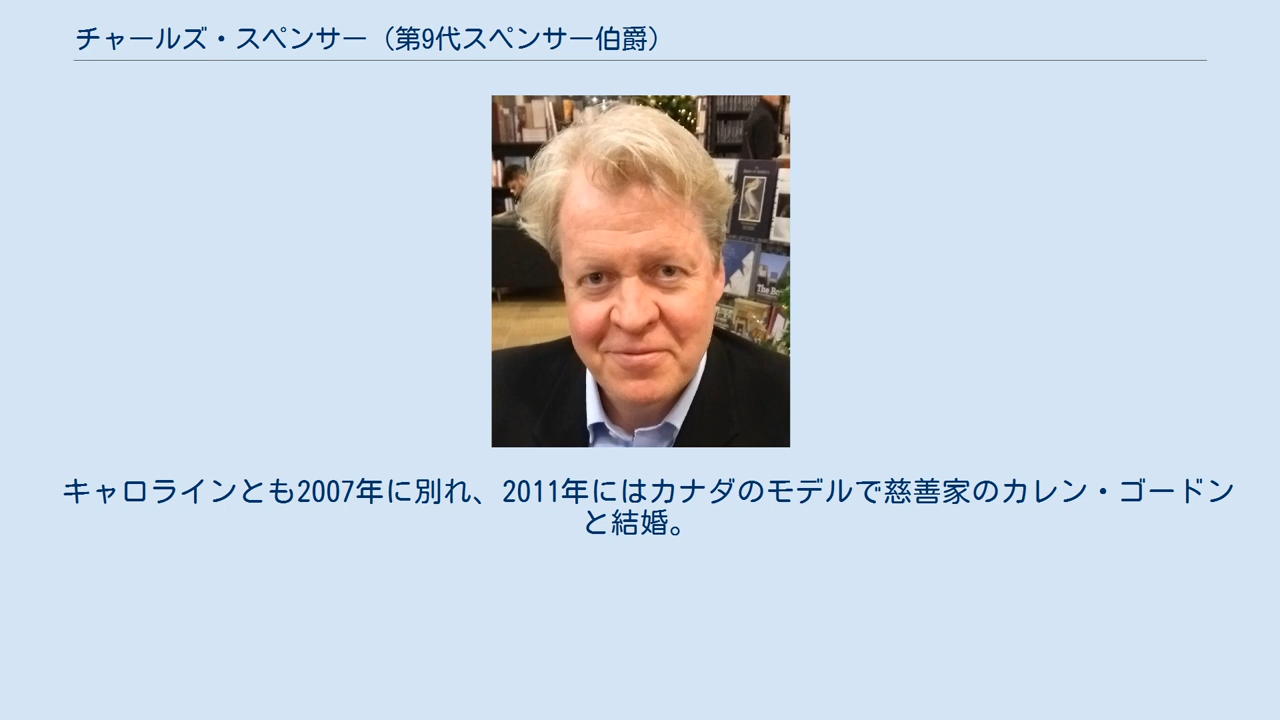 チャールズ・スペンサー（第9代スペンサー伯爵）
The Bo
キャロラインとも2007年に別れ、2011年にはカナダのモデルで慈善家のカレン・ゴードン
と結婚。